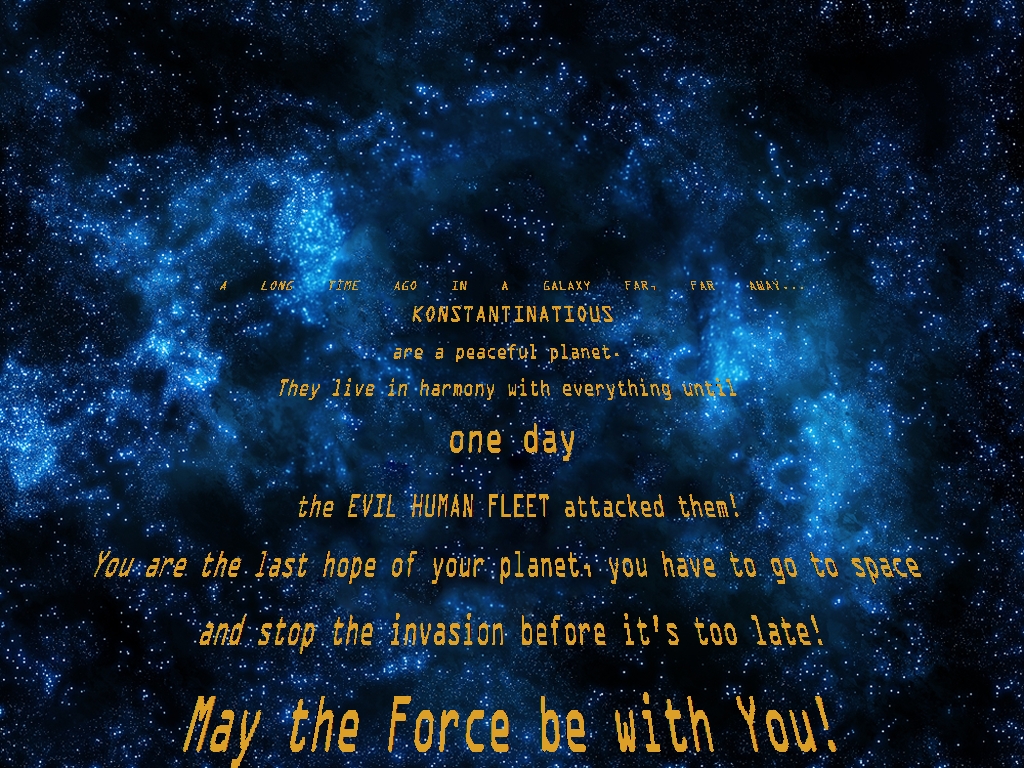 A LONG TIME AGO IN A GALAXY FAR, FAR AWAY...
KONSTANTINATIOUS
are a peaceful planet.
They live in harmony with everything until
one day
the EVIL HUMAN FLEET attacked them!
You are the last hope of your planet, you have to go to space
and stop the invasion before it's too late!
May the Force be with You!